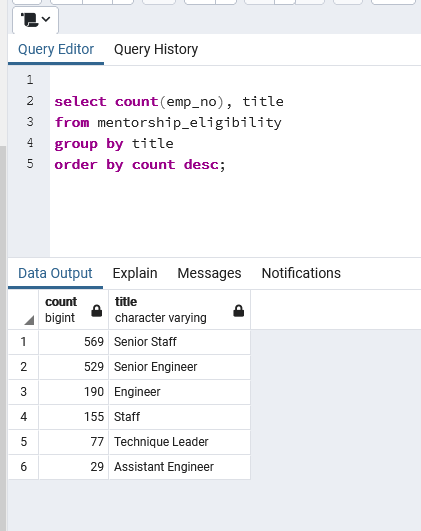 Query Editor Query History
1
2 select count(emp_no), title
3 from mentorship_eligibility
4 group by title
5 order by count desc;
Data Output Explain Messages Notifications
count title
bigint character varying
1 569 Senior Staff
2 529 Senior Engineer
3 190 Engineer
4 155 Staff
5 77 Technique Leader
6 29 Assistant Engineer